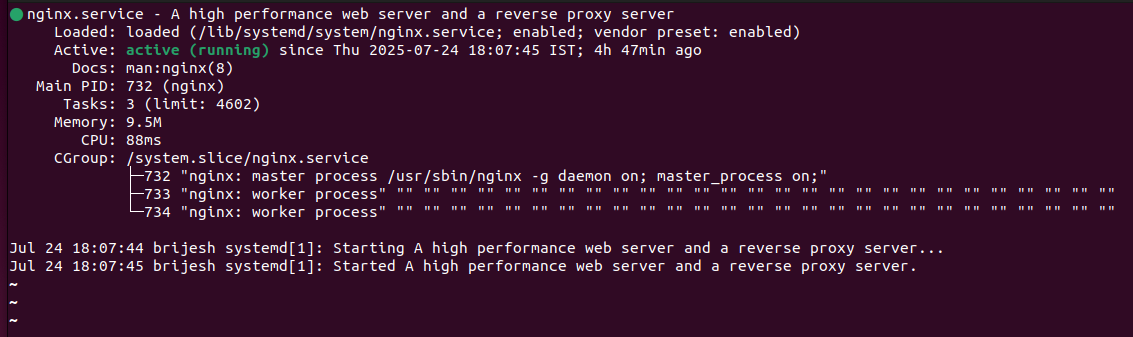 ● nginx.service - A high performance web server and a reverse proxy server
Loaded: loaded (/lib/systemd/system/nginx.service; enabled; vendor preset: enabled)
Active: active (running) since Thu 2025-07-24 18:07:45 IST; 4h 47min ago
Docs: man:nginx(8)
Main PID: 732 (nginx)
Tasks: 3 (limit: 4602)
Memory: 9.5M
CPU: 88ms
CGroup: /system.slice/nginx.service
├─732 "nginx: master process /usr/sbin/nginx -g daemon on; master_process on;"
├─733 "nginx: worker process" "" "" "" "" "" "" "" "" "" "" "" "" "" "" "" "" "" "" "" "" "" "" "" "" "" "" ""
└─734 "nginx: worker process" "" "" "" "" "" "" "" "" "" "" "" "" "" "" "" "" "" "" "" "" "" "" "" "" "" "" ""
Jul 24 18:07:44 brijesh systemd[1]: Starting A high performance web server and a reverse proxy server...
Jul 24 18:07:45 brijesh systemd[1]: Started A high performance web server and a reverse proxy server.
~
~
~